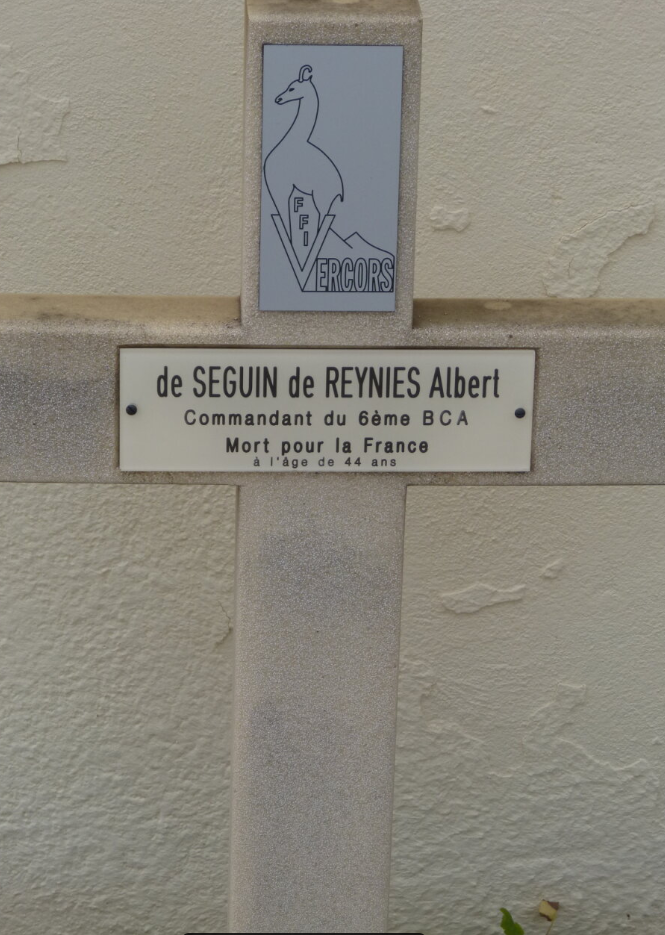 FFI
VERCORS
de SEGUIN de REYNIES Albert
Commandant du 6ème BCA
Mort pour la France
à l'âge de 44 ans